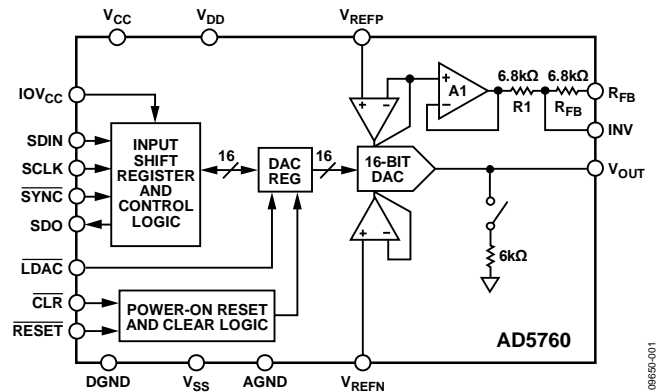 VCC
VDD
VREFP
IOVCC
SDIN
SCLK
SYNC
SDO
LDAC
CLR
RESET
INPUT
SHIFT
REGISTER
AND
CONTROL
LOGIC
16
DAC
REG
16
16-BIT
DAC
A1
6.8kΩ
R1
6.8kΩ
RFB
RFB
INV
VOUT
6kΩ
POWER-ON RESET
AND CLEAR LOGIC
AD5760
DGND
VSS
AGND
VREFN
09650-001